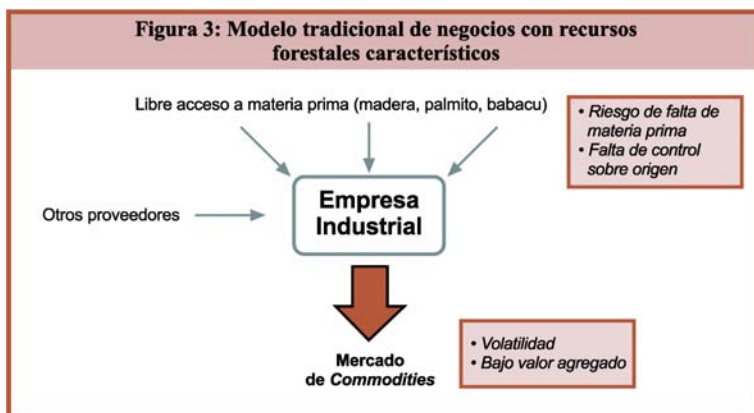 Figura 3: Modelo tradicional de negocios con recursos
forestales característicos
Libre acceso a materia prima (madera, palmito, babacu)
• Riesgo de falta de
materia prima
• Falta de control
sobre origen
Otros proveedores
Empresa
Industrial
Mercado
de Commodities
• Volatilidad
• Bajo valor agregado